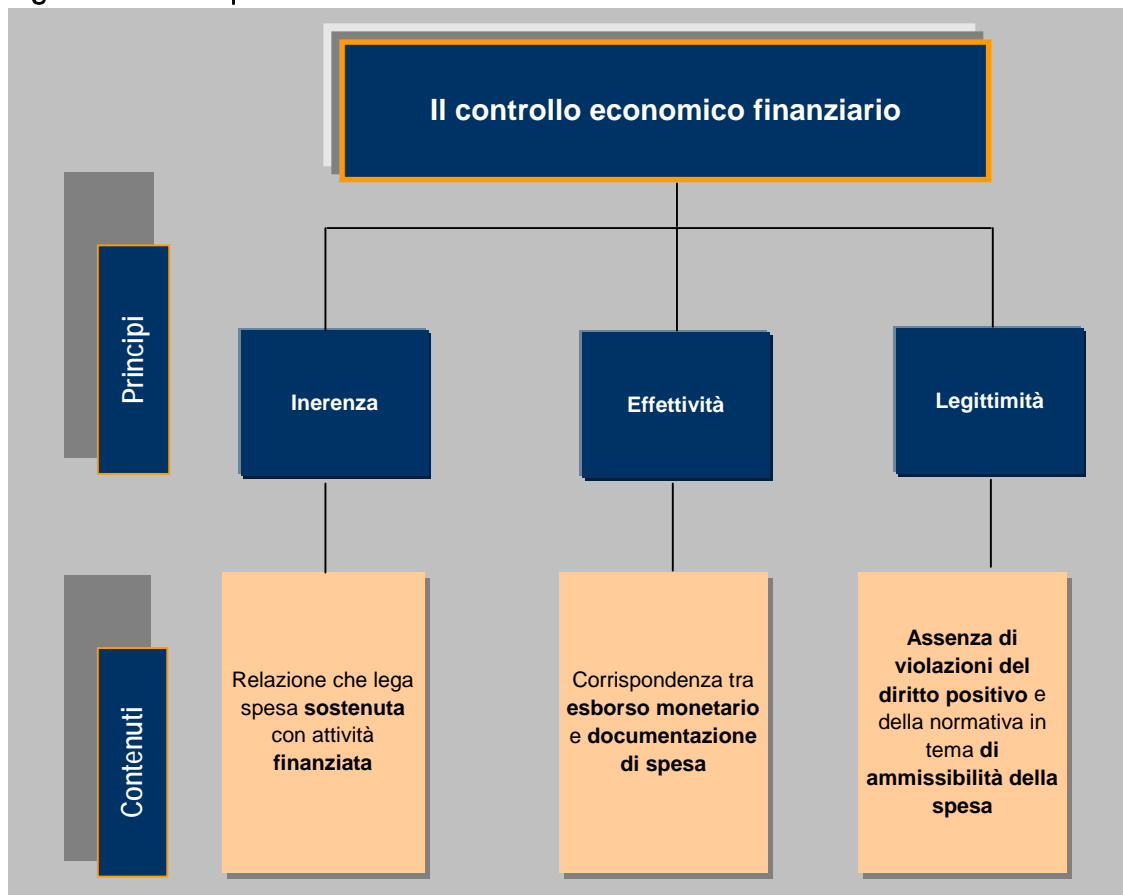 Il controllo economico finanziario
Principi
Inerenza
Effettività
Legittimità
Contenuti
Relazione che lega
spesa sostenuta
con attività
finanziata
Corrispondenza tra
esborso monetario
e documentazione
di spesa
Assenza di
violazioni del
diritto positivo e
della normativa in
tema di
ammissibilità della
spesa